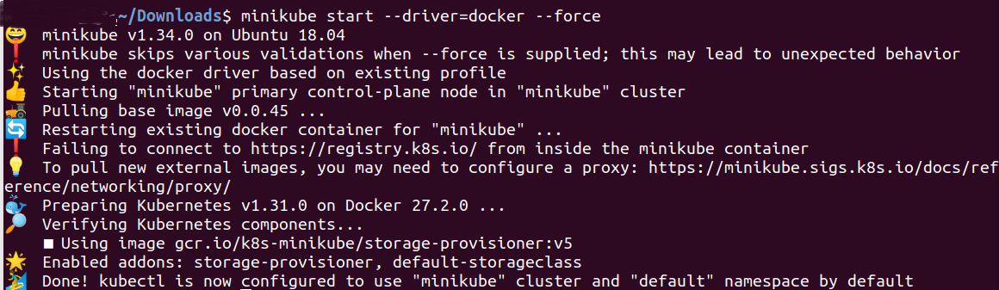 ~/Downloads$ minikube start --driver=docker --force
minikube v1.34.0 on Ubuntu 18.04
minikube skips various validations when --force is supplied; this may lead to unexpected behavior
Using the docker driver based on existing profile
Starting "minikube" primary control-plane node in "minikube" cluster
Pulling base image v0.0.45 ...
Restarting existing docker container for "minikube" ...
Failing to connect to https://registry.k8s.io/ from inside the minikube container
To pull new external images, you may need to configure a proxy: https://minikube.sigs.k8s.io/docs/ref
erence/networking/proxy/
Preparing Kubernetes v1.31.0 on Docker 27.2.0 ...
Verifying Kubernetes components...
■ Using image gcr.io/k8s-minikube/storage-provisioner:v5
Enabled addons: storage-provisioner, default-storageclass
Done! kubectl is now configured to use "minikube" cluster and "default" namespace by default